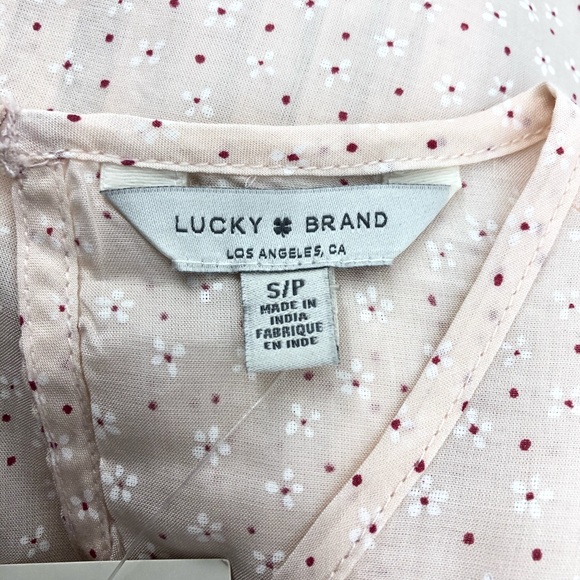 LUCKY BRAND
LOS ANGELES, CA
S/P
MADE IN
INDIA
FABRIQUE
EN INDE